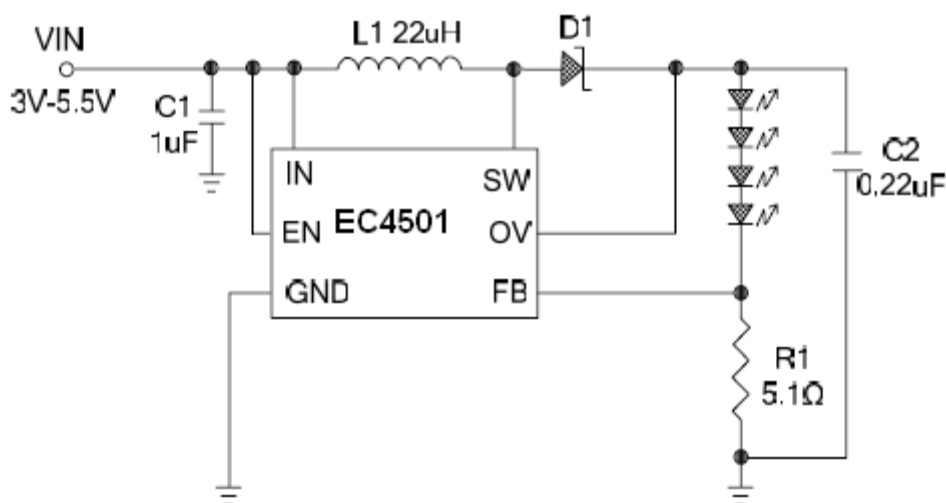 VIN
3V-5.5V
C1
1uF
L1 22uH
D1
IN
SW
EN
EC4501
OV
GND
FB
C2
0.22uF
R1
5.1Ω